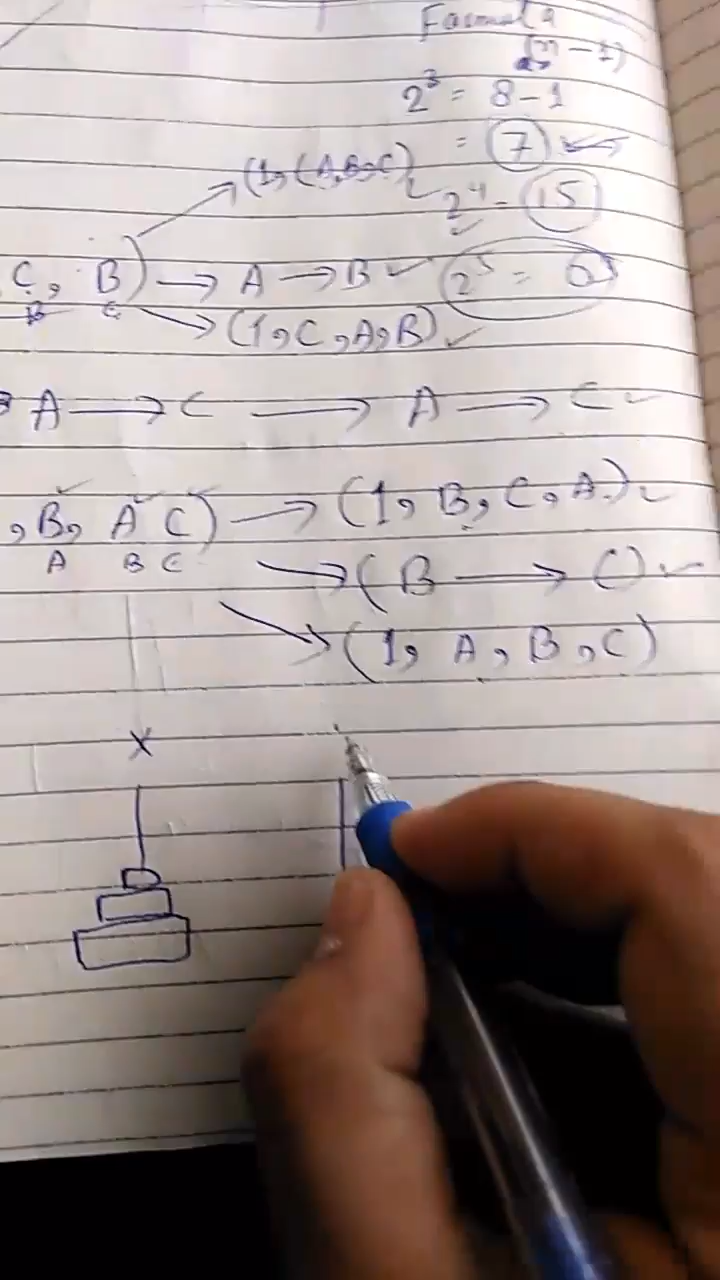 Formula
(2ⁿ - 1)
2³ = 8 - 1
= 7
(1, (A, B, C)
2⁴ = 15
C, B) → A → B ✓
2⁵ =
B C
(1, C, A, B) ✓
A → C → A → C ✓
, B, A C) → (1, B, C, A) ✓
A B C
(B → C) ✓
(1, A, B, C)
X